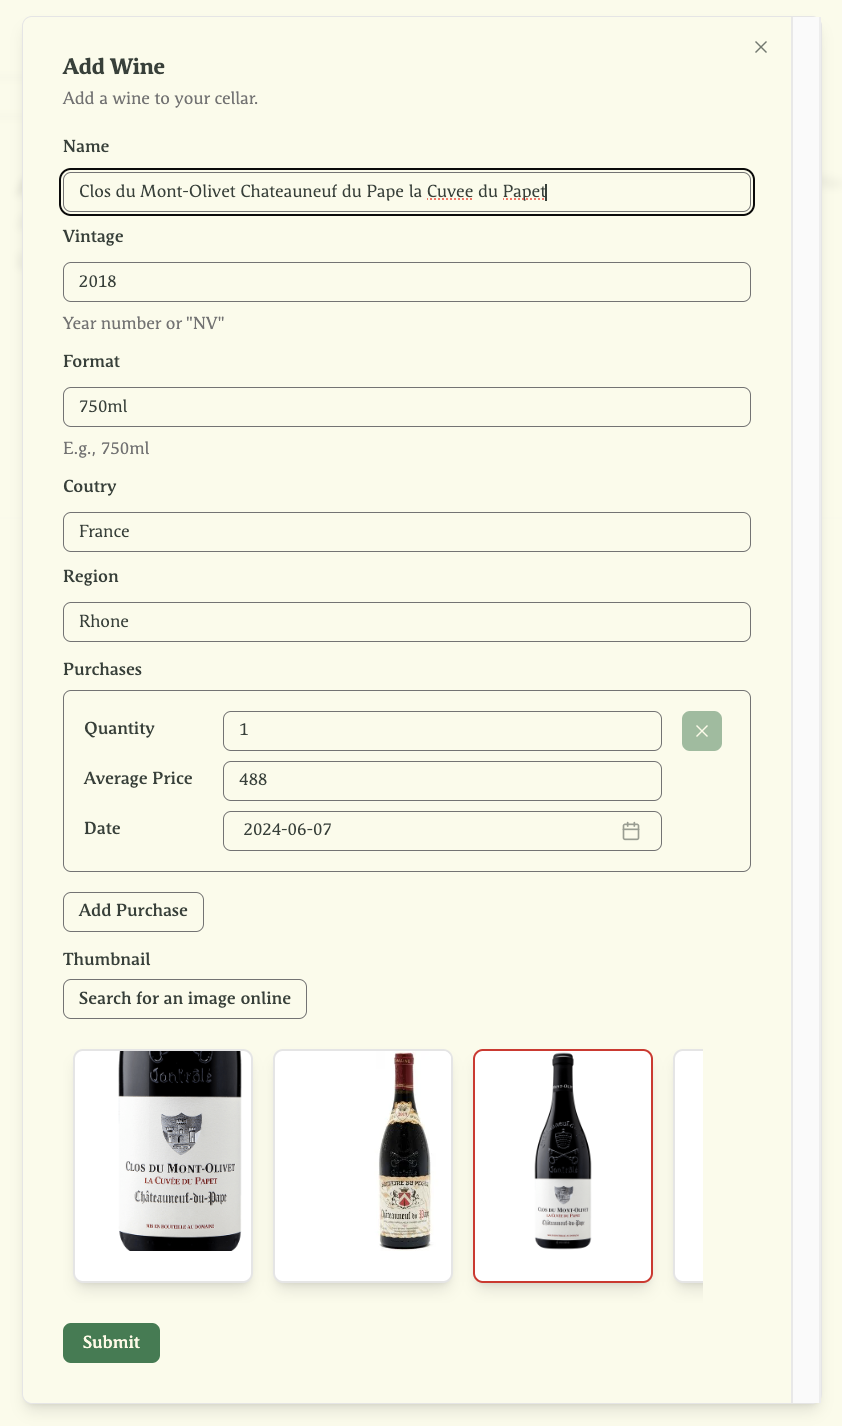 Add Wine
Add a wine to your cellar.
Name
Clos du Mont-Olivet Chateauneuf du Pape la Cuvee du Papet
Vintage
2018
Year number or "NV"
Format
750ml
E.g., 750ml
Coutry
France
Region
Rhone
Purchases
Quantity
1
Average Price
488
Date
2024-06-07
Add Purchase
Thumbnail
Search for an image online
Contrôle
CLOS DU MONT-OLIVET
LA CUVÉE DU PAPET
Châteauneuf-du-Pape
MIS EN BOUTEILLE AU DOMAINE
Châteauneuf du Pape
CLOS DU MONT-OLIVET
LA CUVÉE DU PAPET
Châteauneuf-du-Pape
Submit